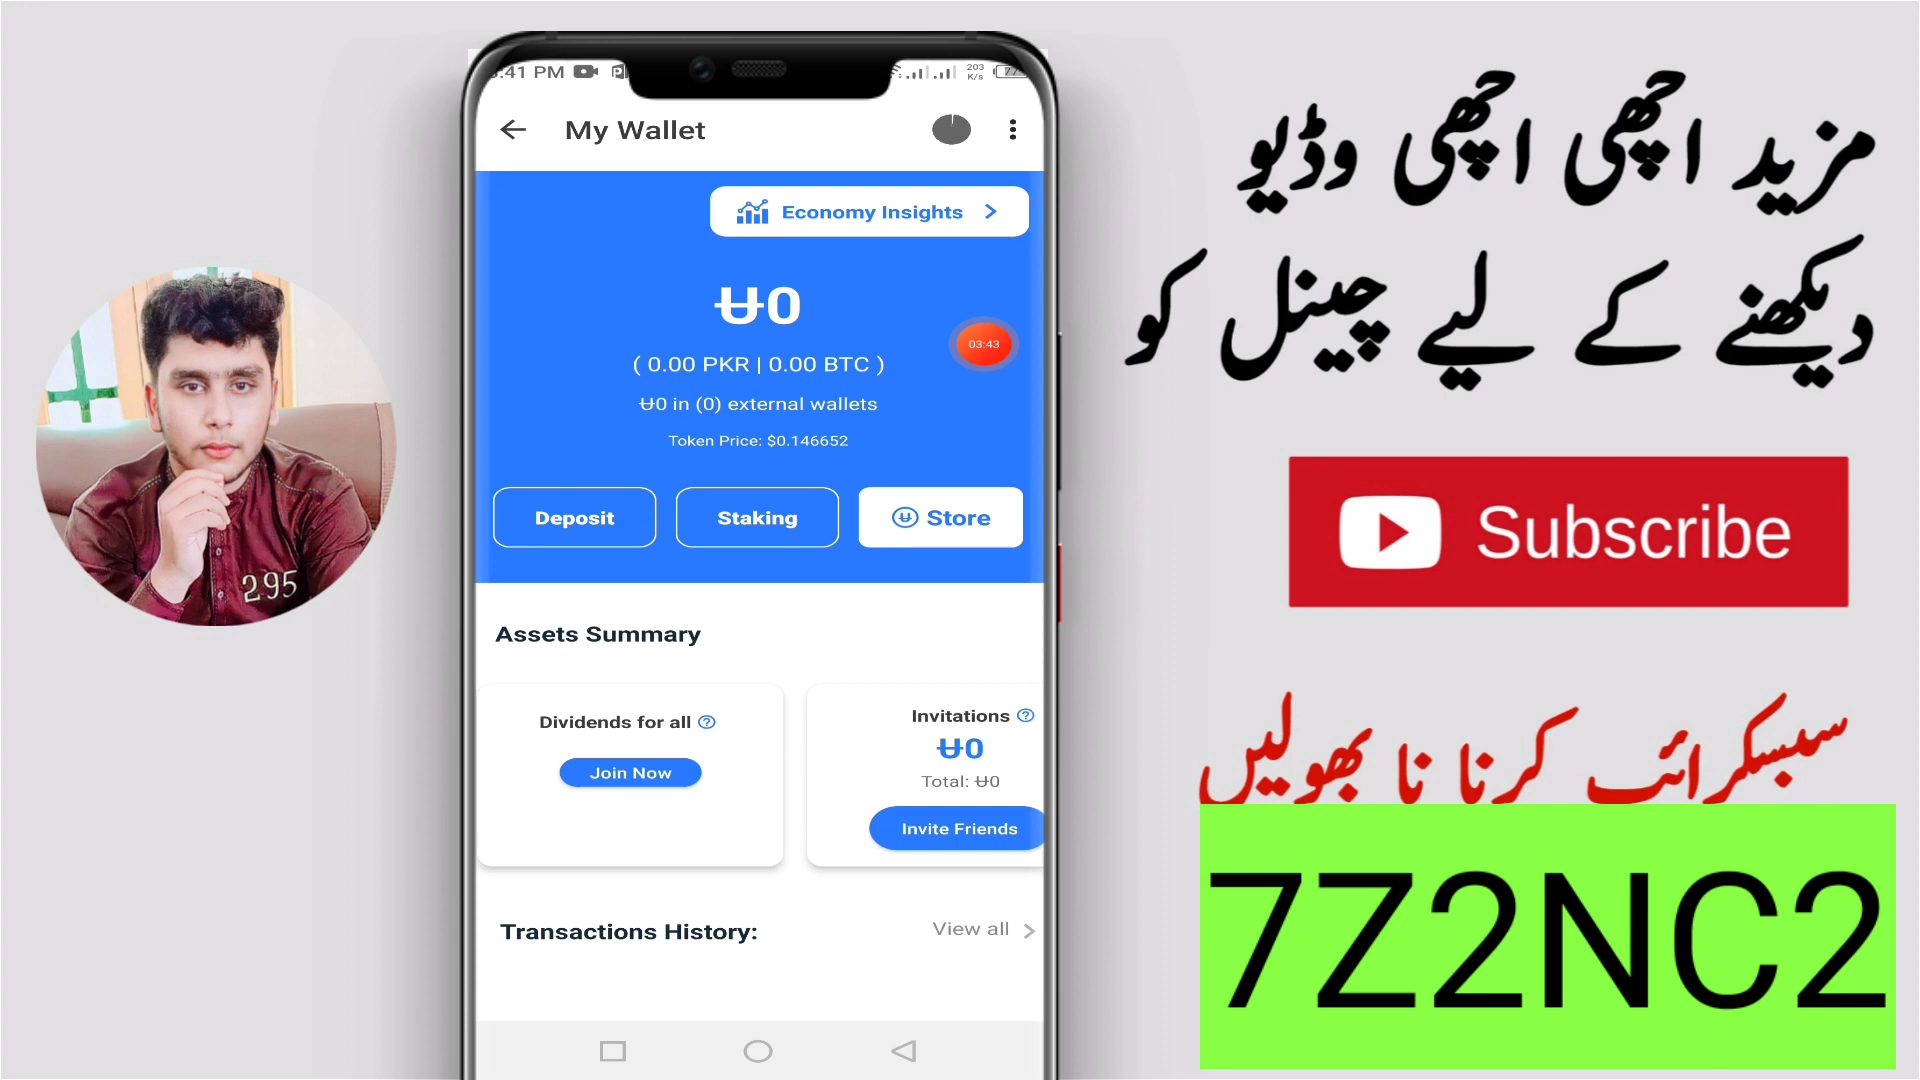 :41 PM
203
K/s
77
My Wallet
Economy Insights
Ʉ0
( 0.00 PKR | 0.00 BTC )
Ʉ0 in (0) external wallets
Token Price: $0.146652
03:43
Deposit
Staking
Store
Assets Summary
Dividends for all
Join Now
Invitations
Ʉ0
Total: Ʉ0
Invite Friends
Transactions History:
View all
295
مزید اچھی اچھی وڈیو
دیکھنے کے لیے چینل کو
Subscribe
سبسکرائب کرنا نا بھولیں
7Z2NC2